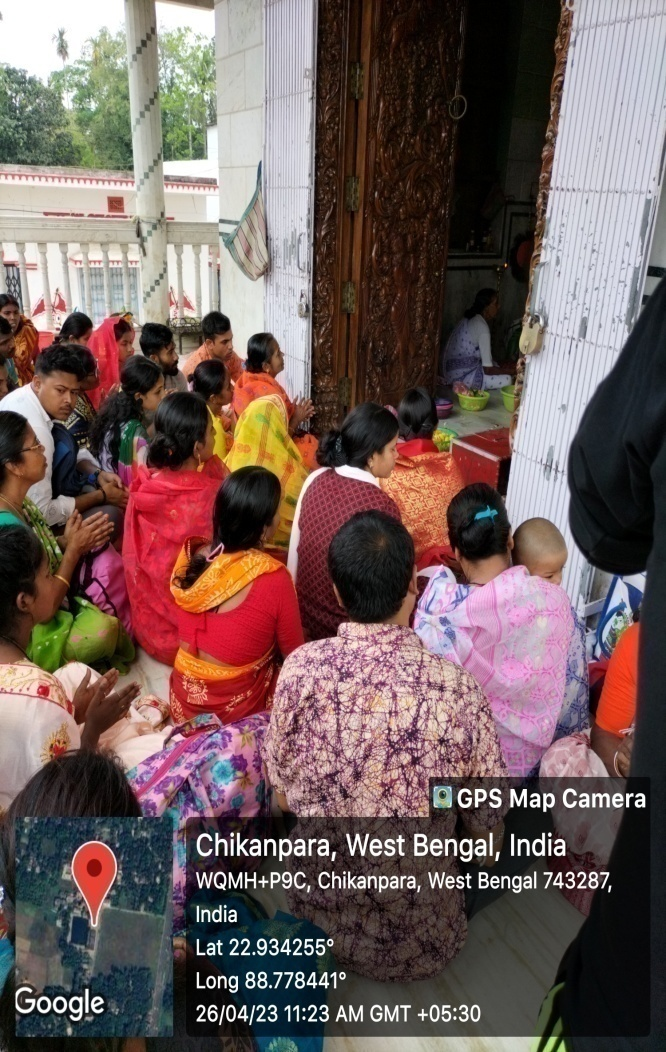 GPS Map Camera
Chikanpara, West Bengal, India
WQMH+P9C, Chikanpara, West Bengal 743287,
India
Lat 22.934255°
Long 88.778441°
26/04/23 11:23 AM GMT +05:30
Google